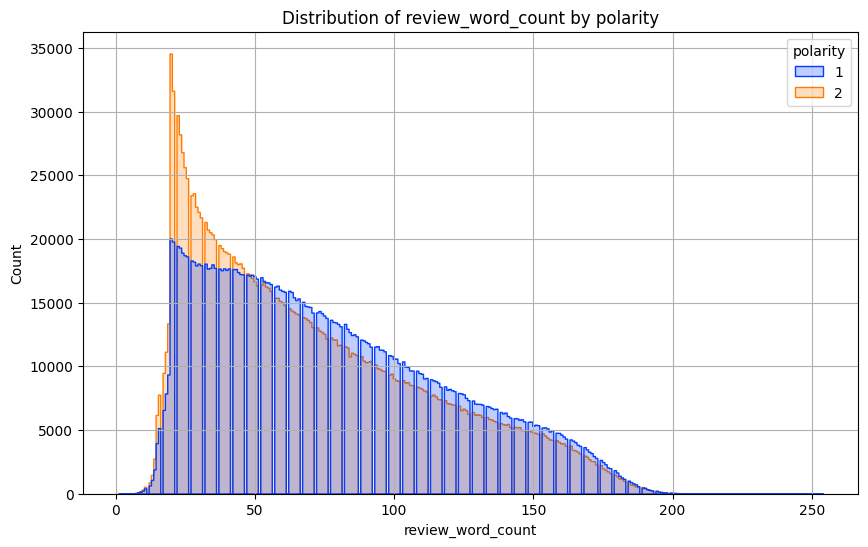 Distribution of review_word_count by polarity
polarity
1
2
35000
30000
25000
20000
15000
10000
5000
0
Count
0 50 100 150 200 250
review_word_count